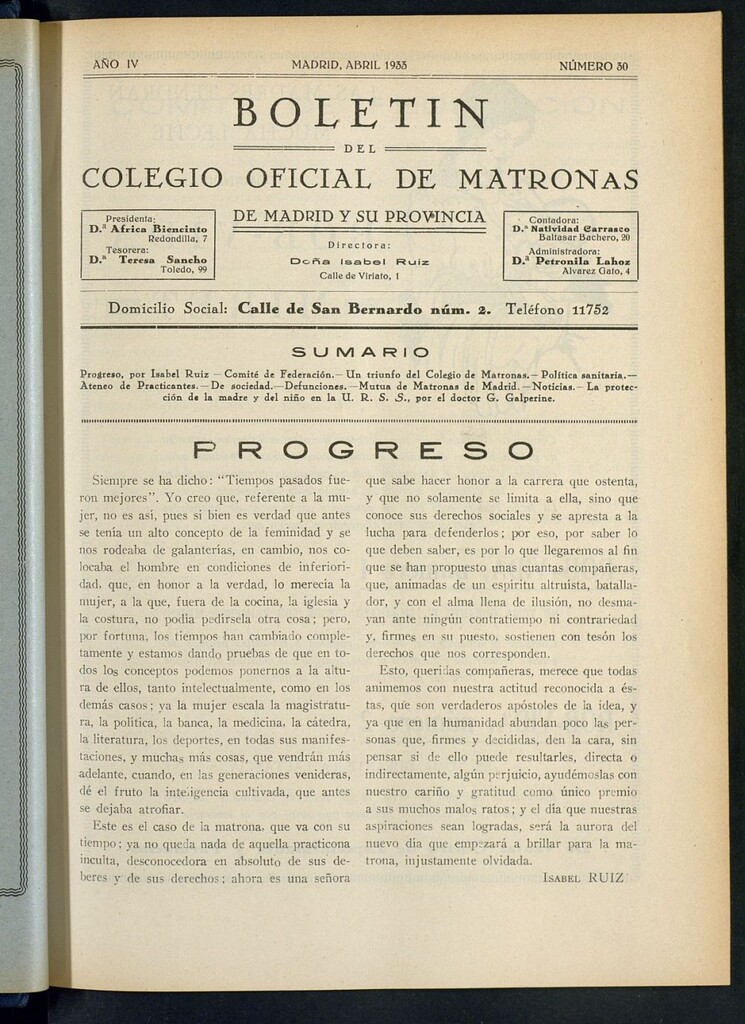 AÑO IV MADRID, ABRIL 1933 NÚMERO 30
BOLETIN
DEL
COLEGIO OFICIAL DE MATRONAS
DE MADRID Y SU PROVINCIA
Presidenta:
D.ª Africa Biencinto
Redondilla, 7
Tesorera:
D.ª Teresa Sancho
Toledo, 99
Directora:
Doña Isabel Ruiz
Calle de Viriato, 1
Contadora:
D.ª Natividad Carrasco
Baltasar Bachero, 20
Administradora:
D.ª Petronila Lahoz
Alvarez Gato, 4
Domicilio Social: Calle de San Bernardo núm. 2. Teléfono 11752
SUMARIO
Progreso, por Isabel Ruiz — Comité de Federación. — Un triunfo del Colegio de Matronas. — Política sanitaria. —
Ateneo de Practicantes. — De sociedad. — Defunciones. — Mutua de Matronas de Madrid. — Noticias. — La protec-
ción de la madre y del niño en la U. R. S. S., por el doctor G. Galperine.
PROGRESO
Siempre se ha dicho: "Tiempos pasados fue-
ron mejores". Yo creo que, referente a la mu-
jer, no es así, pues si bien es verdad que antes
se tenía un alto concepto de la feminidad y se
nos rodeaba de galanterías, en cambio, nos co-
locaba el hombre en condiciones de inferiori-
dad, que, en honor a la verdad, lo merecía la
mujer, a la que, fuera de la cocina, la iglesia y
la costura, no podía pedírsela otra cosa; pero,
por fortuna, los tiempos han cambiado comple-
tamente y estamos dando pruebas de que en to-
dos los conceptos podemos ponernos a la altu-
ra de ellos, tanto intelectualmente, como en los
demás casos; ya la mujer escala la magistratu-
ra, la política, la banca, la medicina, la cátedra,
la literatura, los deportes, en todas sus manifes-
taciones, y muchas más cosas, que vendrán más
adelante, cuando, en las generaciones venideras,
dé el fruto la inteligencia cultivada, que antes
se dejaba atrofiar.
Este es el caso de la matrona, que va con su
tiempo; ya no queda nada de aquella practicona
inculta, desconocedora en absoluto de sus de-
beres y de sus derechos; ahora es una señora
que sabe hacer honor a la carrera que ostenta,
y que no solamente se limita a ella, sino que
conoce sus derechos sociales y se apresta a la
lucha para defenderlos; por eso, por saber lo
que deben saber, es por lo que llegaremos al fin
que se han propuesto unas cuantas compañeras,
que, animadas de un espíritu altruista, batalla-
dor, y con el alma llena de ilusión, no desma-
yan ante ningún contratiempo ni contrariedad
y, firmes en su puesto, sostienen con tesón los
derechos que nos corresponden.
Esto, queridas compañeras, merece que todas
animemos con nuestra actitud reconocida a és-
tas, que son verdaderos apóstoles de la idea, y
ya que en la humanidad abundan poco las per-
sonas que, firmes y decididas, den la cara, sin
pensar si de ello puede resultarles, directa o
indirectamente, algún perjuicio, ayudémoslas con
nuestro cariño y gratitud como único premio
a sus muchos malos ratos; y el día que nuestras
aspiraciones sean logradas, será la aurora del
nuevo día que empezará a brillar para la ma-
trona, injustamente olvidada.
ISABEL RUIZ